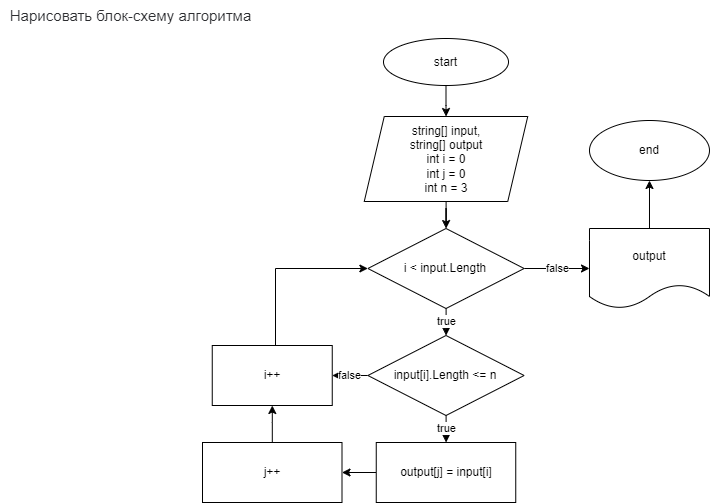 Нарисовать блок-схему алгоритма
start
string[] input,
string[] output
int i = 0
int j = 0
int n = 3
end
i < input.Length
false
output
true
i++
false
input[i].Length <= n
true
j++
output[j] = input[i]